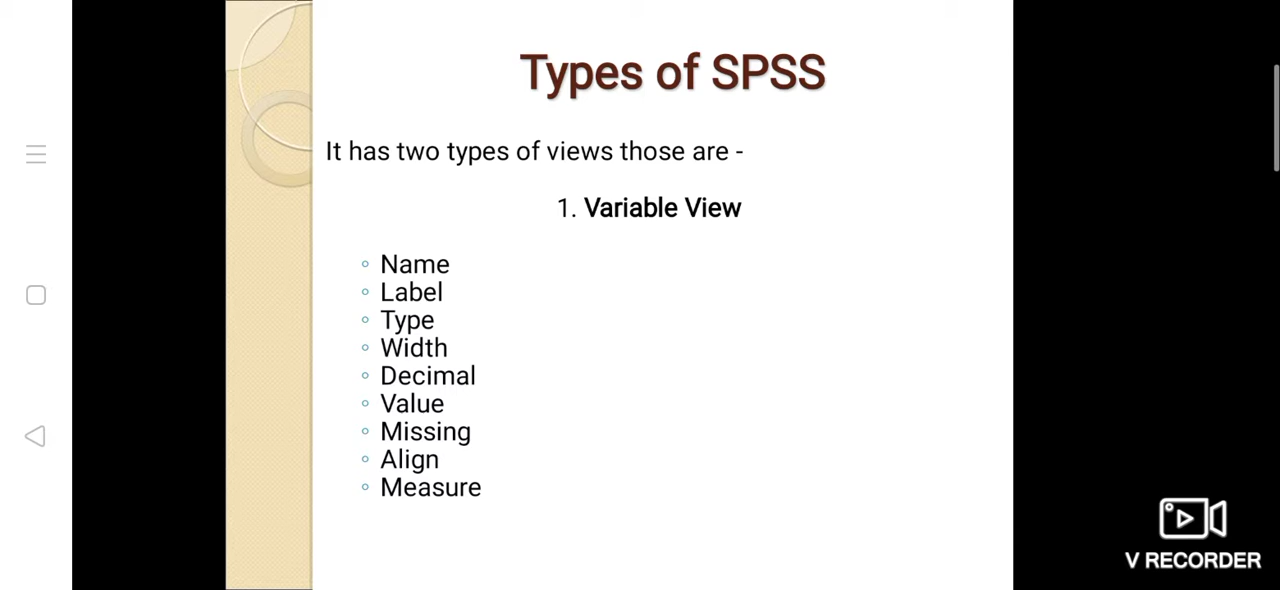 Types of SPSS
It has two types of views those are -
1. Variable View
◦ Name
◦ Label
◦ Type
◦ Width
◦ Decimal
◦ Value
◦ Missing
◦ Align
◦ Measure
V RECORDER